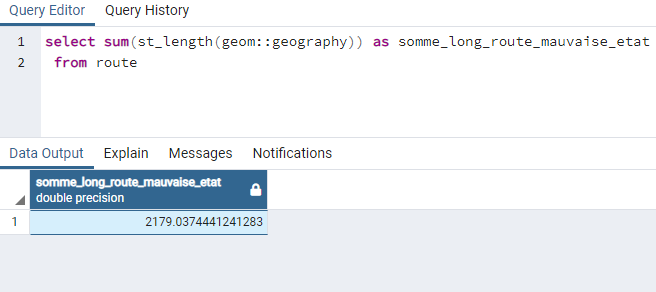 Query Editor Query History
1 select sum(st_length(geom::geography)) as somme_long_route_mauvaise_etat
2 from route
Data Output Explain Messages Notifications
somme_long_route_mauvaise_etat
double precision
1 2179.0374441241283